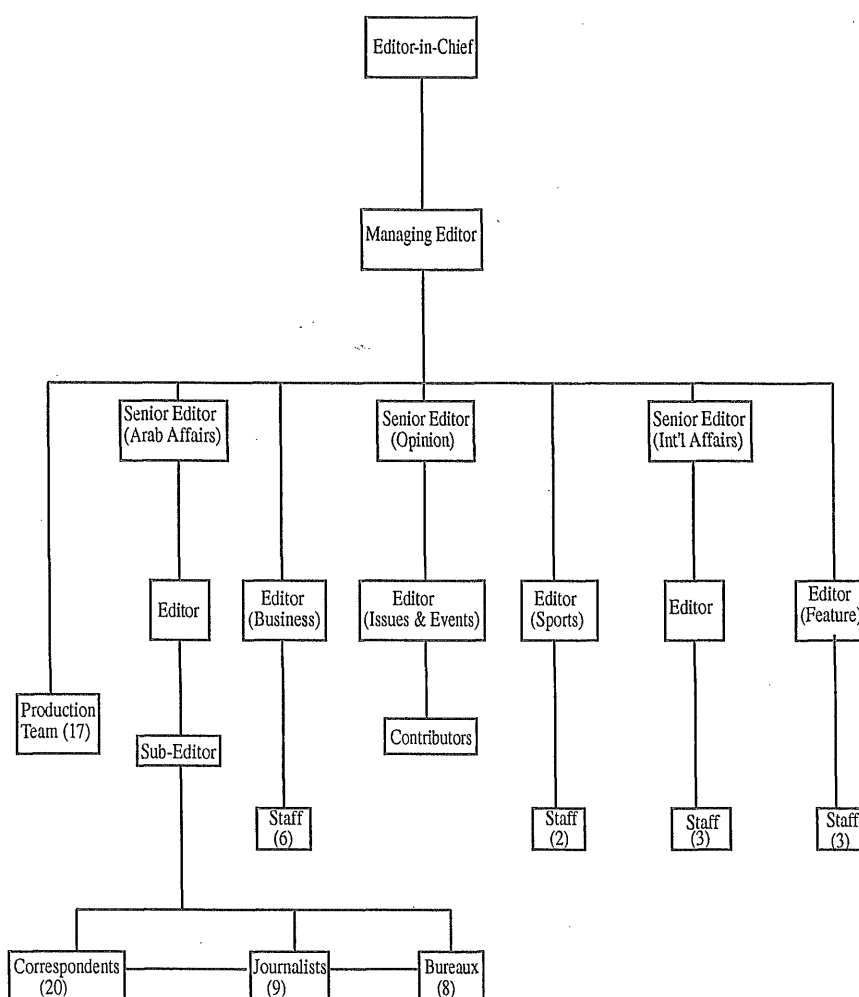 Editor-in-Chief
Managing Editor
Senior Editor
(Arab Affairs)
Senior Editor
(Opinion)
Senior Editor
(Int'l Affairs)
Editor
Editor
(Business)
Editor
(Issues & Events)
Editor
(Sports)
Editor
Editor
(Feature)
Production
Team (17)
Sub-Editor
Contributors
Staff
(6)
Staff
(2)
Staff
(3)
Staff
(3)
Correspondents
(20)
Journalists
(9)
Bureaux
(8)